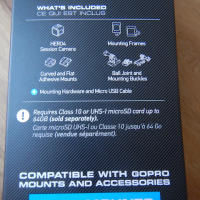 WHAT'S INCLUDED
CE QUI EST INCLUS
HERO4
Session Camera
Mounting Frames
Curved and Flat
Adhesive Mounts
Ball Joint and
Mounting Buckles
+ Mounting Hardware and Micro USB Cable
Requires Class 10 or UHS-I microSD card up to
64GB (sold separately).
Carte microSD UHS-I ou Classe 10 jusqu'à 64 Go
requise (vendue séparément).
COMPATIBLE WITH GOPRO
MOUNTS AND ACCESSORIES